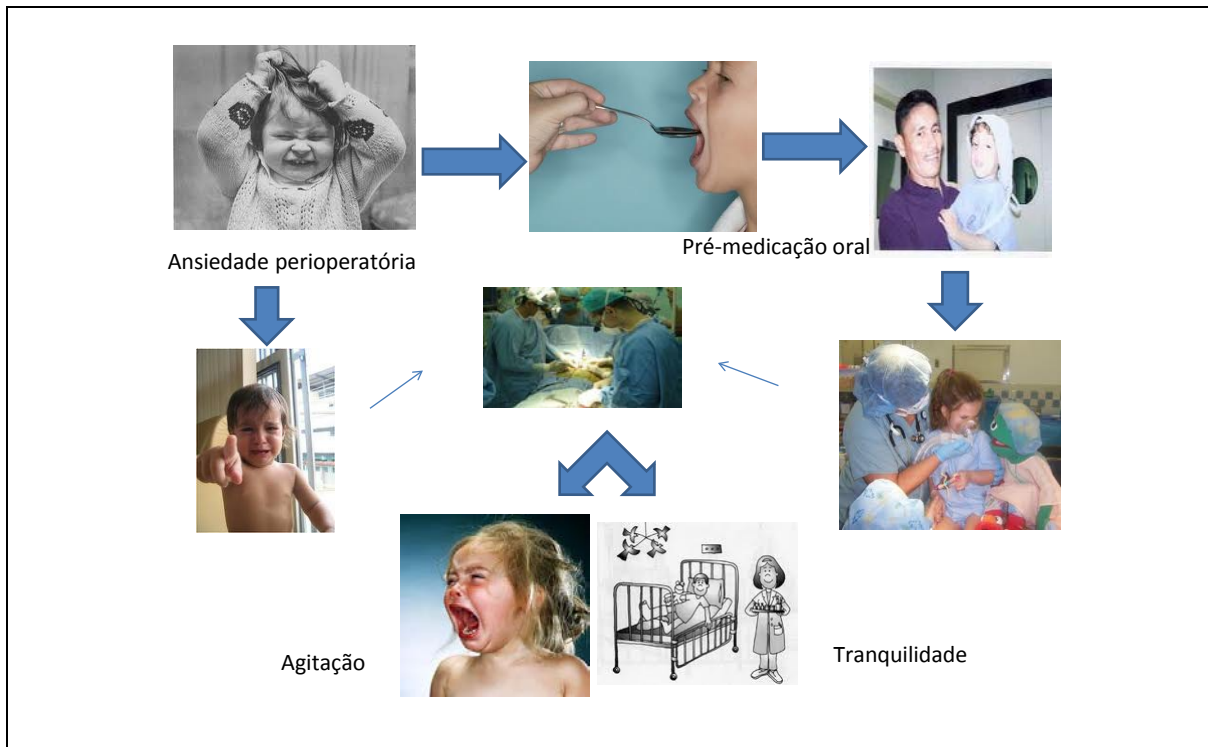 Pré-medicação oral
Ansiedade perioperatória
Agitação
Tranquilidade